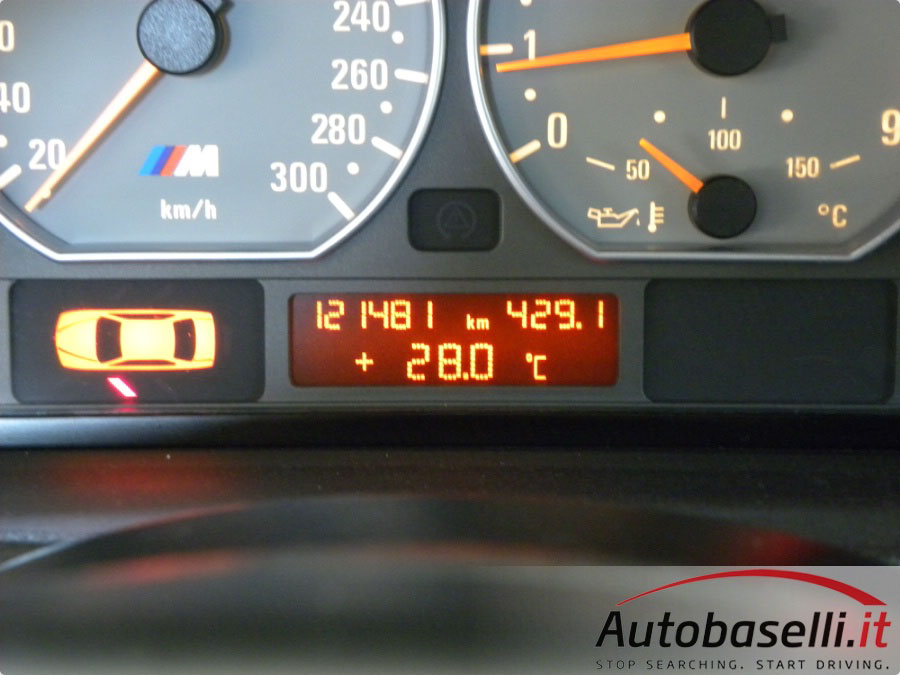 240
260
280
300
20
40
0
M
km/h
1
0
9
50
100
150
°C
121481 km 429.1
+ 28.0 °C
Autobaselli.it
STOP SEARCHING. START DRIVING.